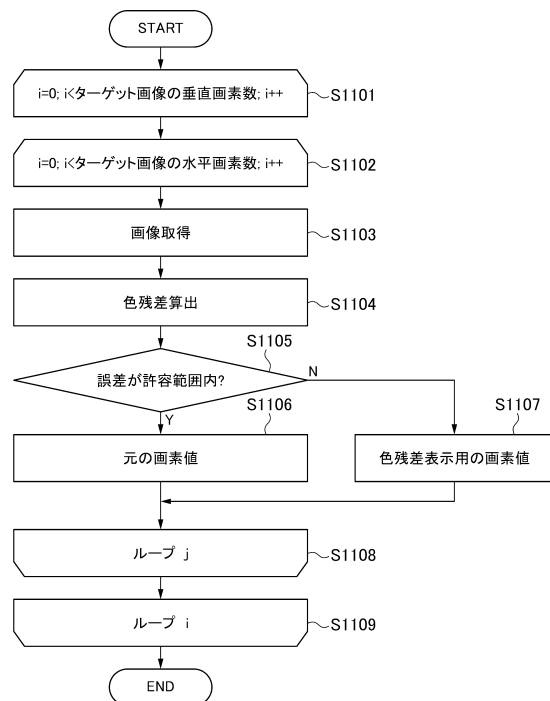 START
i=0; i<ターゲット画像の垂直画素数; i++
S1101
i=0; i<ターゲット画像の水平画素数; i++
S1102
画像取得
S1103
色残差算出
S1104
S1105
誤差が許容範囲内?
N
Y
S1106
S1107
元の画素値
色残差表示用の画素値
ループ j
S1108
ループ i
S1109
END